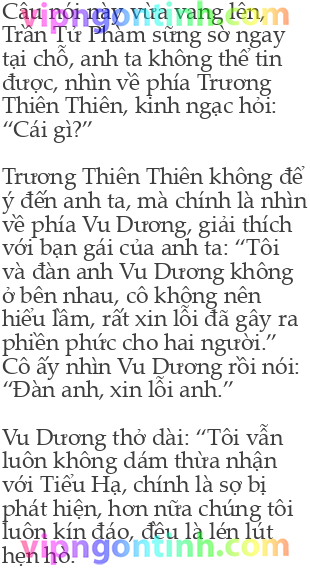 Câu nói này vừa vang lên,
Trần Tử Thàm sững sờ ngay
tại chỗ, anh ta không thể tin
được, nhìn về phía Trương
Thiên Thiên, kinh ngạc hỏi:
“Cái gì?”
Trương Thiên Thiên không để
ý đến anh ta, mà chính là nhìn
về phía Vu Dương, giải thích
với bạn gái của anh ta: “Tôi
và đàn anh Vu Dương không
ở bên nhau, cô không nên
hiểu lầm, rất xin lỗi đã gây ra
phiền phức cho hai người.”
Cô ấy nhìn Vu Dương rồi nói:
“Đàn anh, xin lỗi anh.”
Vu Dương thở dài: “Tôi vẫn
luôn không dám thừa nhận
với Tiểu Hạ, chính là sợ bị
phát hiện, hơn nữa chúng tôi
luôn kín đáo, đều là lén lút
hẹn hò.
vipngontinh.com
vipngontinh.com